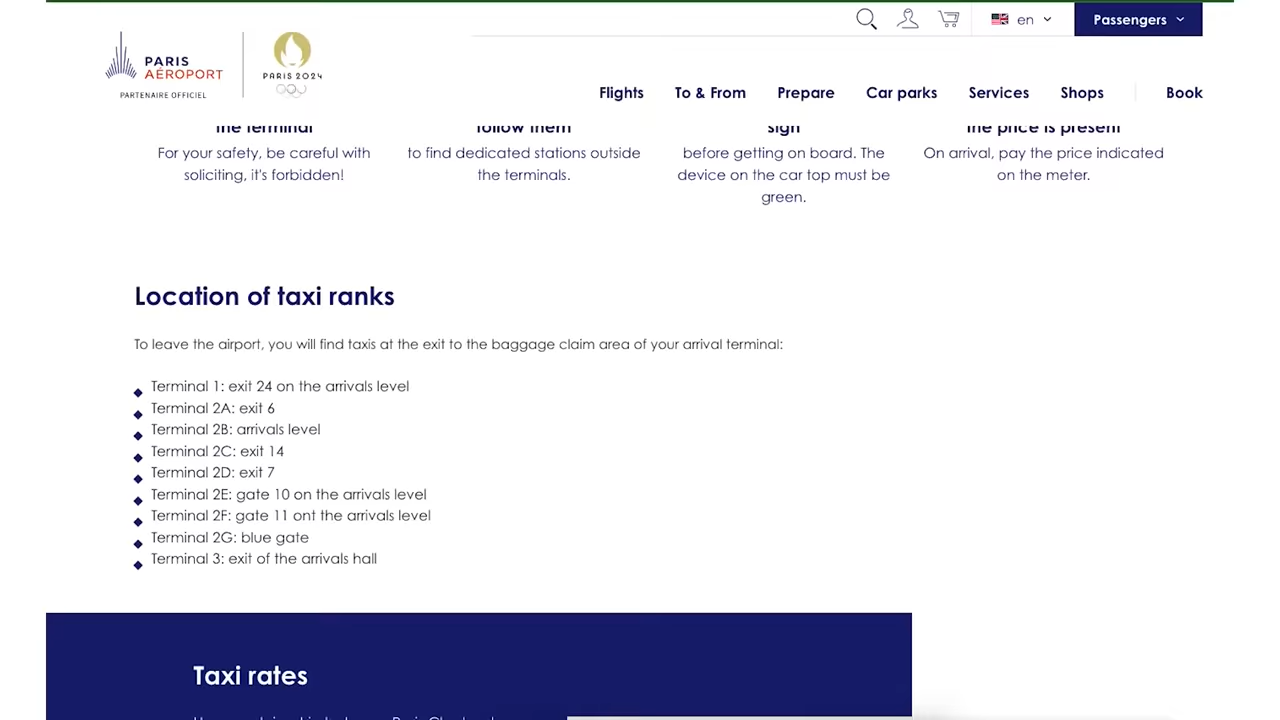 en
Passengers
PARIS
AÉROPORT
PARTENAIRE OFFICIEL
PARIS 2024
Flights
To & From
Prepare
Car parks
Services
Shops
Book
the terminal
For your safety, be careful with
soliciting, it's forbidden!
follow them
to find dedicated stations outside
the terminals.
sign
before getting on board. The
device on the car top must be
green.
the price is present
On arrival, pay the price indicated
on the meter.
Location of taxi ranks
To leave the airport, you will find taxis at the exit to the baggage claim area of your arrival terminal:
Terminal 1: exit 24 on the arrivals level
Terminal 2A: exit 6
Terminal 2B: arrivals level
Terminal 2C: exit 14
Terminal 2D: exit 7
Terminal 2E: gate 10 on the arrivals level
Terminal 2F: gate 11 ont the arrivals level
Terminal 2G: blue gate
Terminal 3: exit of the arrivals hall
Taxi rates